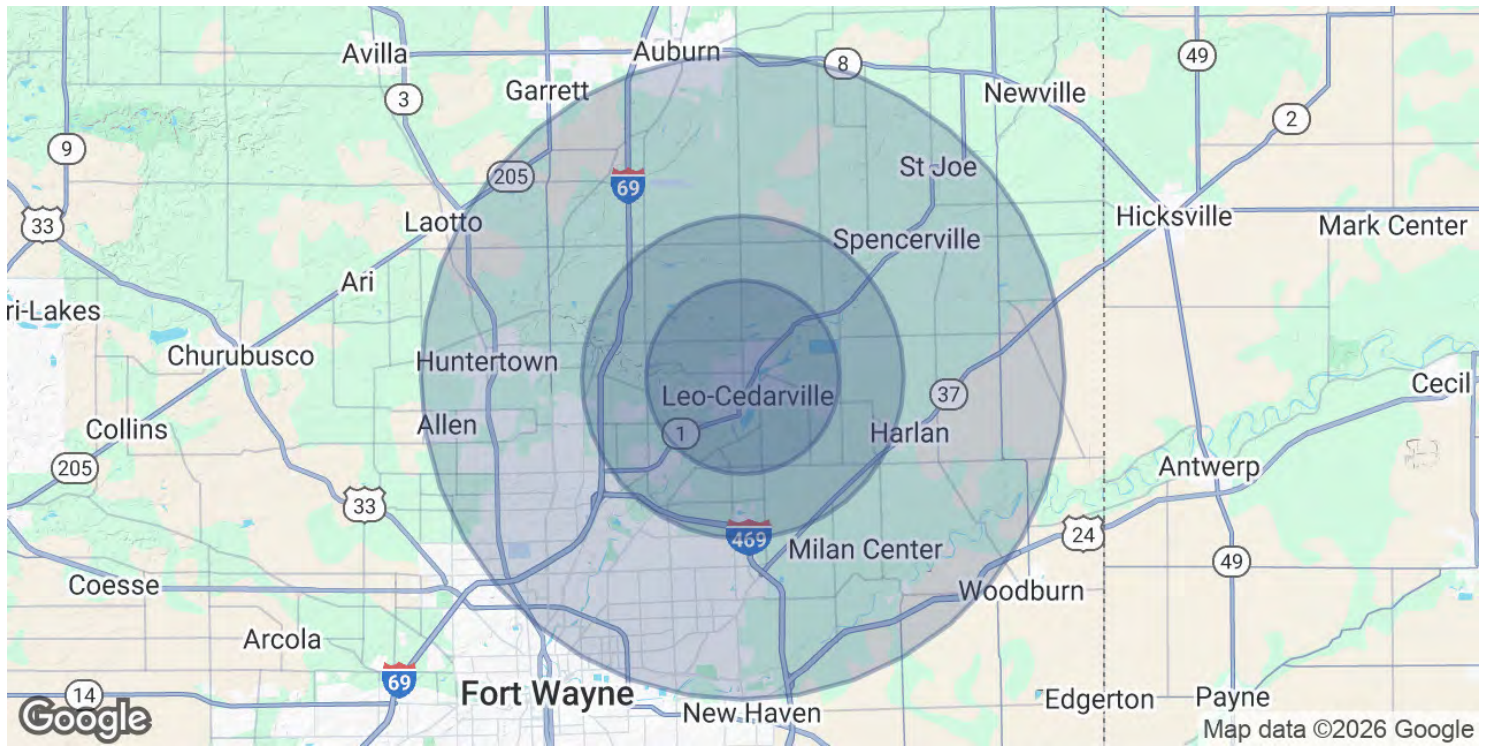 Avilla
Auburn
8
49
Garrett
3
Newville
2
9
St Joe
205
69
33
Laotto
Hicksville
Mark Center
Spencerville
Ari
ri-Lakes
Churubusco
Huntertown
Cecil
Leo-Cedarville
37
Allen
Collins
1
Harlan
205
Antwerp
33
24
469
Milan Center
49
Coesse
Woodburn
Arcola
69
14
Fort Wayne
Edgerton
Payne
New Haven
Google
Map data ©2026 Google